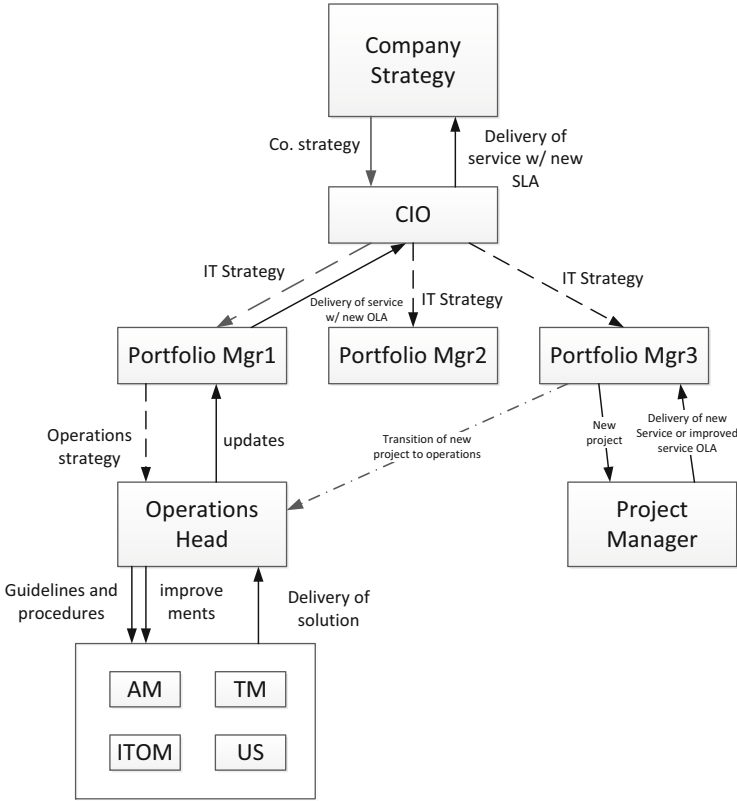 Company
Strategy
Co. strategy
Delivery of
service w/ new
SLA
CIO
IT Strategy
Delivery of service
w/ new OLA
IT Strategy
IT Strategy
Portfolio Mgr1
Portfolio Mgr2
Portfolio Mgr3
Operations
strategy
updates
Transition of new
project to operations
New
project
Delivery of new
Service or improved
service OLA
Operations
Head
Project
Manager
Guidelines and
procedures
improve
ments
Delivery of
solution
AM
TM
ITOM
US